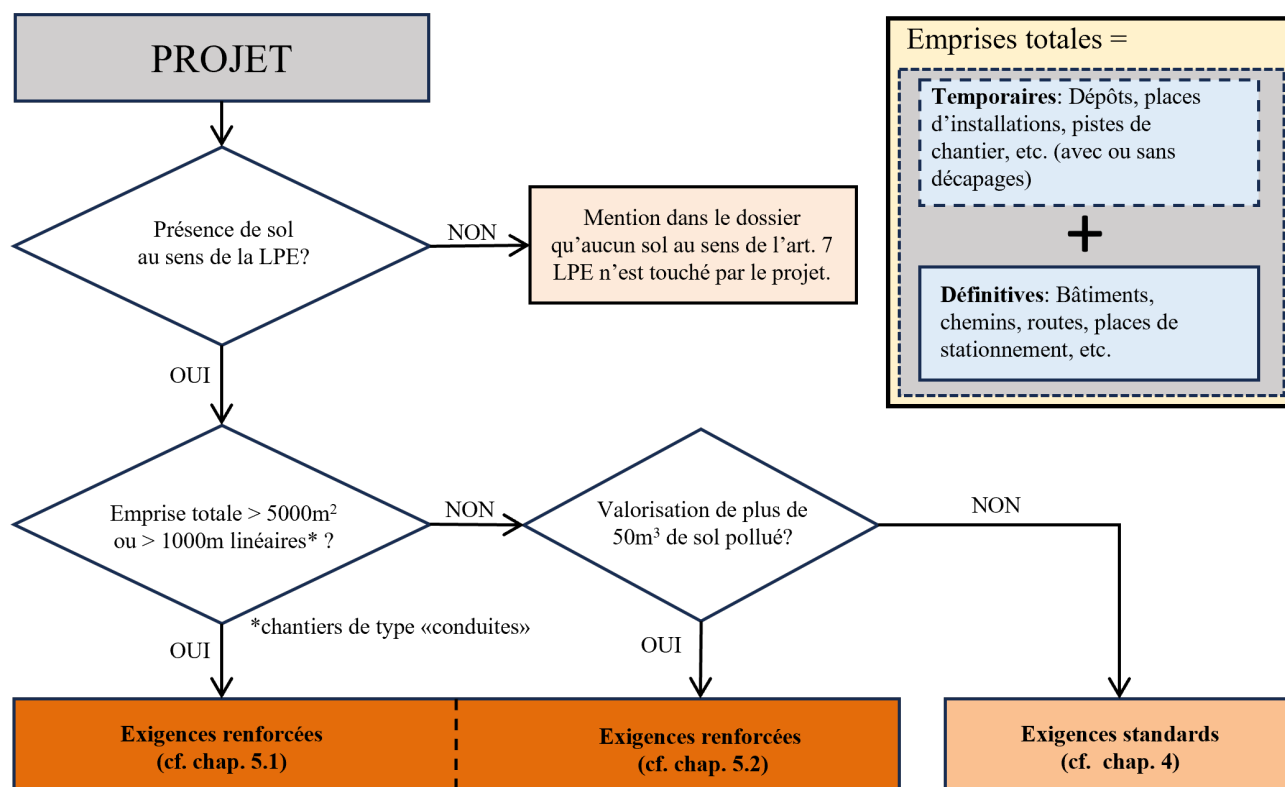 PROJET
Emprises totales =
Temporaires: Dépôts, places
d’installations, pistes de
chantier, etc. (avec ou sans
décapages)
+
Définitives: Bâtiments,
chemins, routes, places de
stationnement, etc.
Présence de sol
au sens de la LPE?
NON
Mention dans le dossier
qu’aucun sol au sens de l’art. 7
LPE n’est touché par le projet.
OUI
Emprise totale > 5000m²
ou > 1000m linéaires* ?
NON
Valorisation de plus de
50m³ de sol pollué?
NON
*chantiers de type «conduites»
OUI
OUI
Exigences renforcées
(cf. chap. 5.1)
Exigences renforcées
(cf. chap. 5.2)
Exigences standards
(cf. chap. 4)